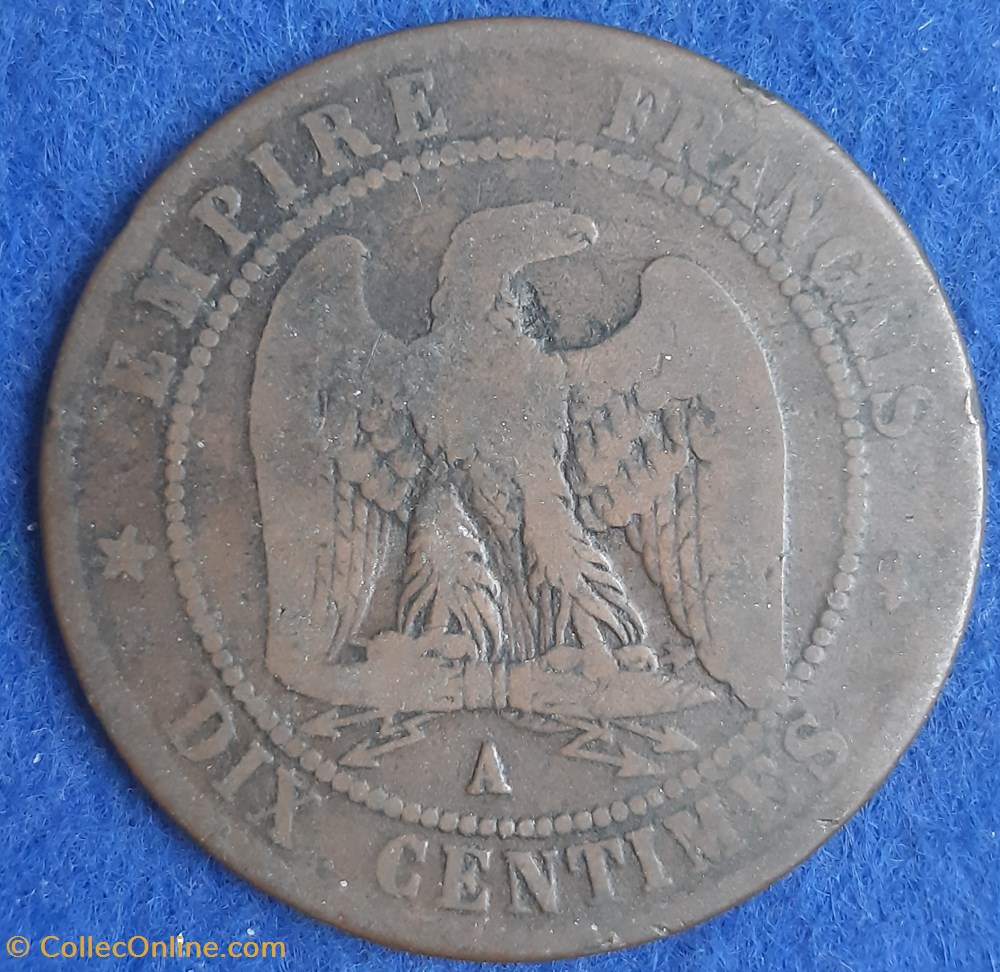 EMPIRE FRANÇAIS
A
DIX CENTIMES
© CollecOnline.com